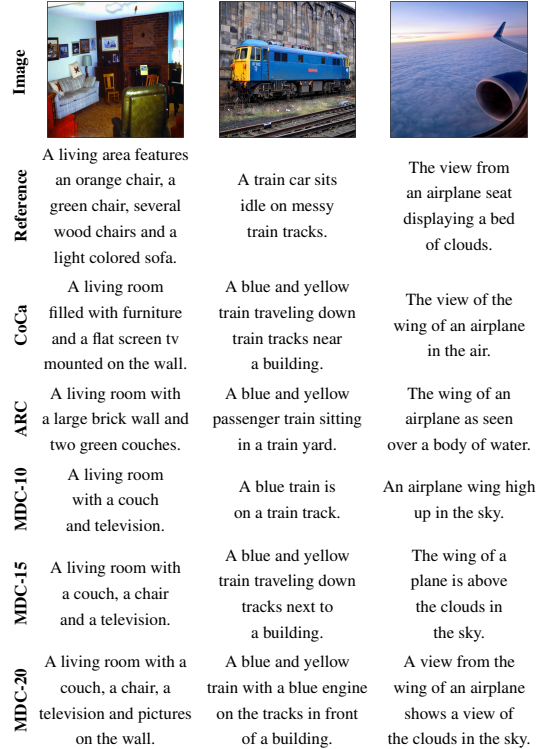 Image
Reference
A living area features
an orange chair, a
green chair, several
wood chairs and a
light colored sofa.
A train car sits
idle on messy
train tracks.
The view from
an airplane seat
displaying a bed
of clouds.
CoCa
A living room
filled with furniture
and a flat screen tv
mounted on the wall.
A blue and yellow
train traveling down
train tracks near
a building.
The view of the
wing of an airplane
in the air.
ARC
A living room with
a large brick wall and
two green couches.
A blue and yellow
passenger train sitting
in a train yard.
The wing of an
airplane as seen
over a body of water.
MDC-10
A living room
with a couch
and television.
A blue train is
on a train track.
An airplane wing high
up in the sky.
MDC-15
A living room with
a couch, a chair
and a television.
A blue and yellow
train traveling down
tracks next to
a building.
The wing of a
plane is above
the clouds in
the sky.
MDC-20
A living room with a
couch, a chair, a
television and pictures
on the wall.
A blue and yellow
train with a blue engine
on the tracks in front
of a building.
A view from the
wing of an airplane
shows a view of
the clouds in the sky.